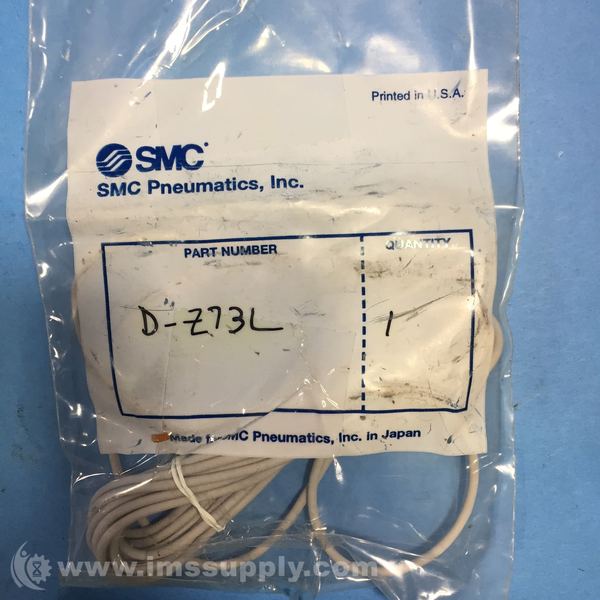 Printed in U.S.A.
SMC
SMC Pneumatics, Inc.
PART NUMBER
QUANTITY
D-Z73L
1
Made for SMC Pneumatics, Inc. in Japan
www.imssupply.com